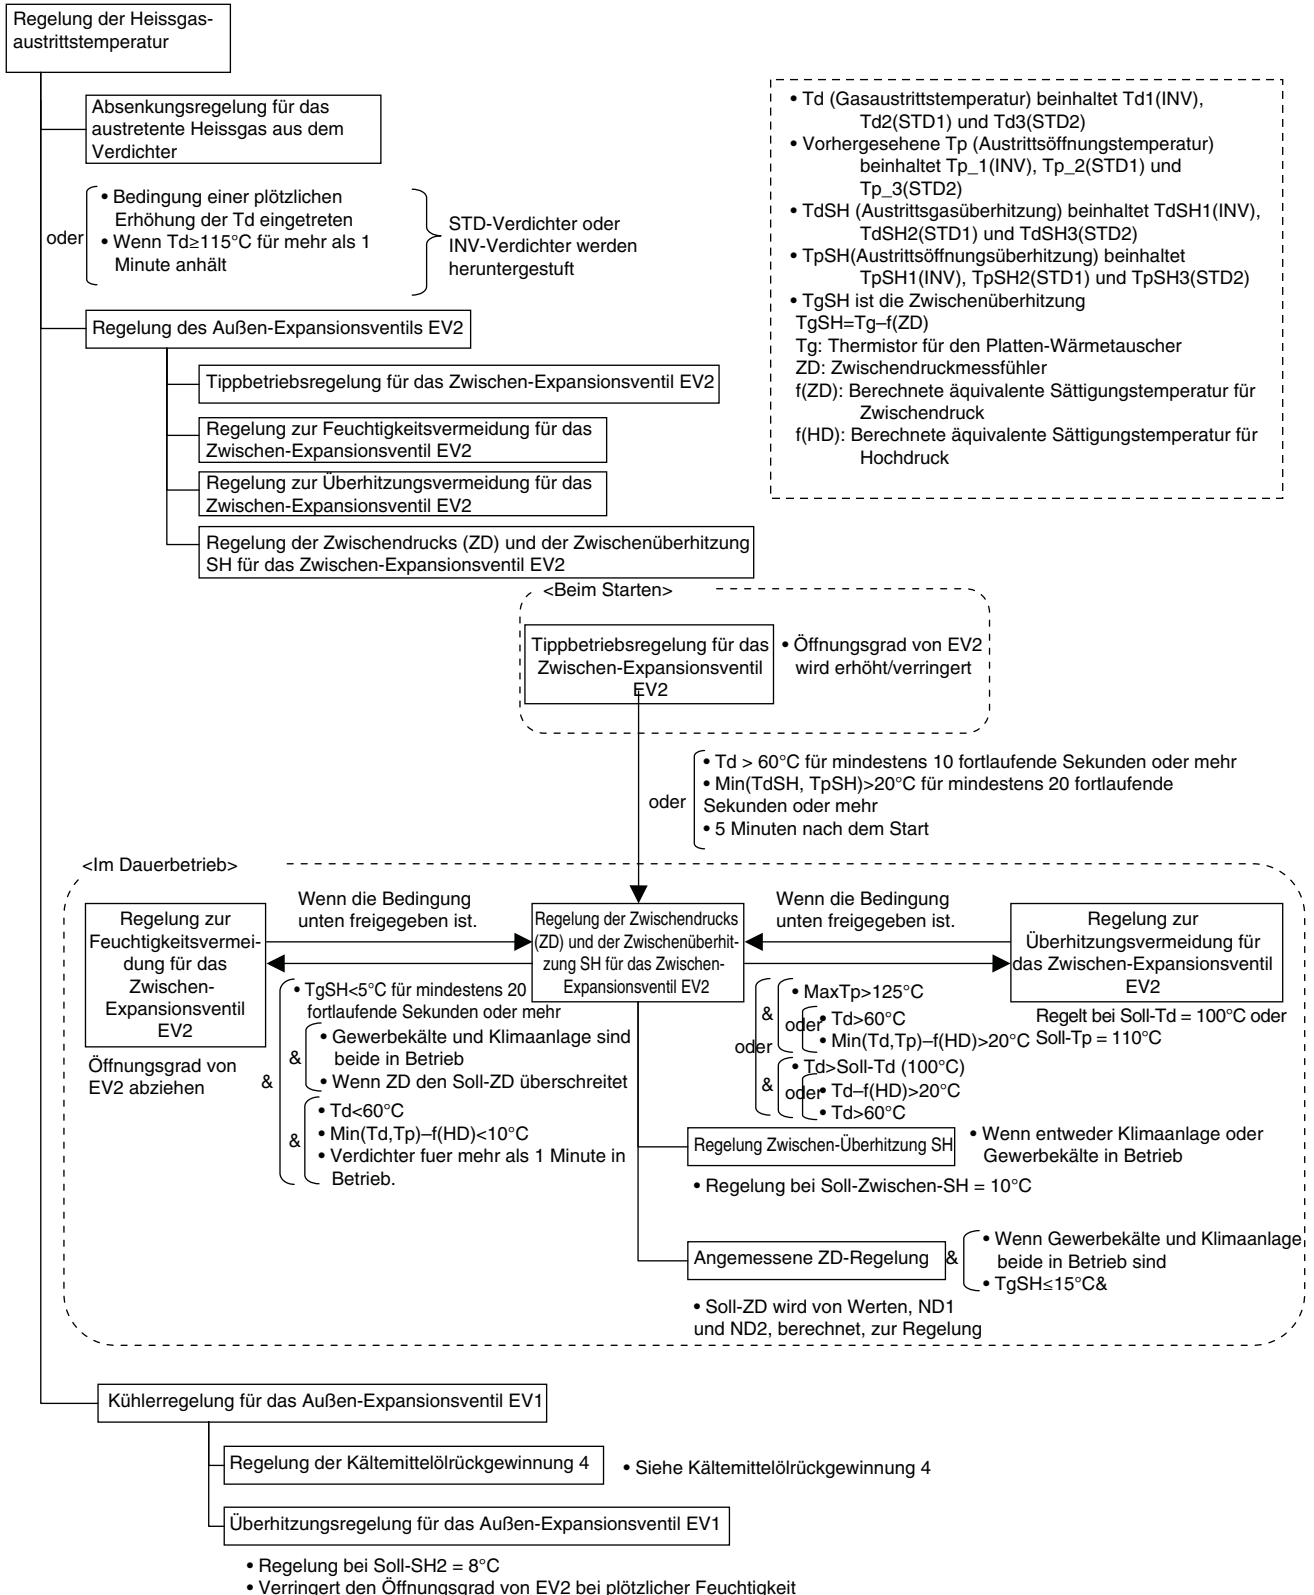 Regelung der Heissgas-
austrittstemperatur
Absenkungsregelung für das
austretente Heissgas aus dem
Verdichter
oder
• Bedingung einer plötzlichen
Erhöhung der Td eingetreten
• Wenn Td≥115°C für mehr als 1
Minute anhält
STD-Verdichter oder
INV-Verdichter werden
heruntergestuft
• Td (Gasaustrittstemperatur) beinhaltet Td1(INV),
Td2(STD1) und Td3(STD2)
• Vorhergesehene Tp (Austrittsöffnungstemperatur)
beinhaltet Tp_1(INV), Tp_2(STD1) und
Tp_3(STD2)
• TdSH (Austrittsgasüberhitzung) beinhaltet TdSH1(INV),
TdSH2(STD1) und TdSH3(STD2)
• TpSH(Austrittsöffnungsüberhitzung) beinhaltet
TpSH1(INV), TpSH2(STD1) und TpSH3(STD2)
• TgSH ist die Zwischenüberhitzung
TgSH=Tg–f(ZD)
Tg: Thermistor für den Platten-Wärmetauscher
ZD: Zwischendruckmessfühler
f(ZD): Berechnete äquivalente Sättigungstemperatur für
Zwischendruck
f(HD): Berechnete äquivalente Sättigungstemperatur für
Hochdruck
Regelung des Außen-Expansionsventils EV2
Tippbetriebsregelung für das Zwischen-Expansionsventil EV2
Regelung zur Feuchtigkeitsvermeidung für das
Zwischen-Expansionsventil EV2
Regelung zur Überhitzungsvermeidung für das
Zwischen-Expansionsventil EV2
Regelung der Zwischendrucks (ZD) und der Zwischenüberhitzung
SH für das Zwischen-Expansionsventil EV2
<Beim Starten>
Tippbetriebsregelung für das
Zwischen-Expansionsventil
EV2
• Öffnungsgrad von EV2
wird erhöht/verringert
oder
• Td > 60°C für mindestens 10 fortlaufende Sekunden oder mehr
• Min(TdSH, TpSH)>20°C für mindestens 20 fortlaufende
Sekunden oder mehr
• 5 Minuten nach dem Start
<Im Dauerbetrieb>
Regelung zur
Feuchtigkeitsvermei-
dung für das
Zwischen-
Expansionsventil
EV2
Öffnungsgrad von
EV2 abziehen
Wenn die Bedingung
unten freigegeben ist.
Regelung der Zwischendrucks
(ZD) und der Zwischenüberhit-
zung SH für das Zwischen-
Expansionsventil EV2
Wenn die Bedingung
unten freigegeben ist.
Regelung zur
Überhitzungsvermeidung für
das Zwischen-Expansionsventil
EV2
Regelt bei Soll-Td = 100°C oder
Soll-Tp = 110°C
&
• TgSH<5°C für mindestens 20
fortlaufende Sekunden oder mehr
&
• Gewerbekälte und Klimaanlage sind
beide in Betrieb
• Wenn ZD den Soll-ZD überschreitet
&
• Td<60°C
• Min(Td,Tp)–f(HD)<10°C
• Verdichter fuer mehr als 1 Minute in
Betrieb.
oder
&
• MaxTp>125°C
oder
• Td>60°C
• Min(Td,Tp)–f(HD)>20°C
&
• Td>Soll-Td (100°C)
oder
• Td–f(HD)>20°C
• Td>60°C
Regelung Zwischen-Überhitzung SH
• Wenn entweder Klimaanlage oder
Gewerbekälte in Betrieb
• Regelung bei Soll-Zwischen-SH = 10°C
Angemessene ZD-Regelung
&
• Wenn Gewerbekälte und Klimaanlage
beide in Betrieb sind
• TgSH≤15°C&
• Soll-ZD wird von Werten, ND1
und ND2, berechnet, zur Regelung
Kühlerregelung für das Außen-Expansionsventil EV1
Regelung der Kältemittelölrückgewinnung 4
• Siehe Kältemittelölrückgewinnung 4
Überhitzungsregelung für das Außen-Expansionsventil EV1
• Regelung bei Soll-SH2 = 8°C
• Verringert den Öffnungsgrad von EV2 bei plötzlicher Feuchtigkeit